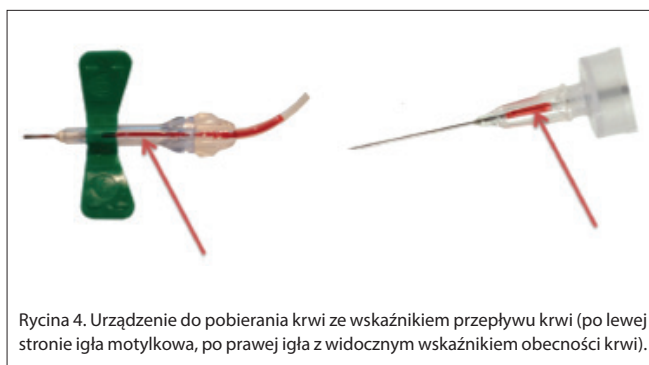 Rycina 4. Urządzenie do pobierania krwi ze wskaźnikiem przepływu krwi (po lewej
stronie igła motylkowa, po prawej igła z widocznym wskaźnikiem obecności krwi).